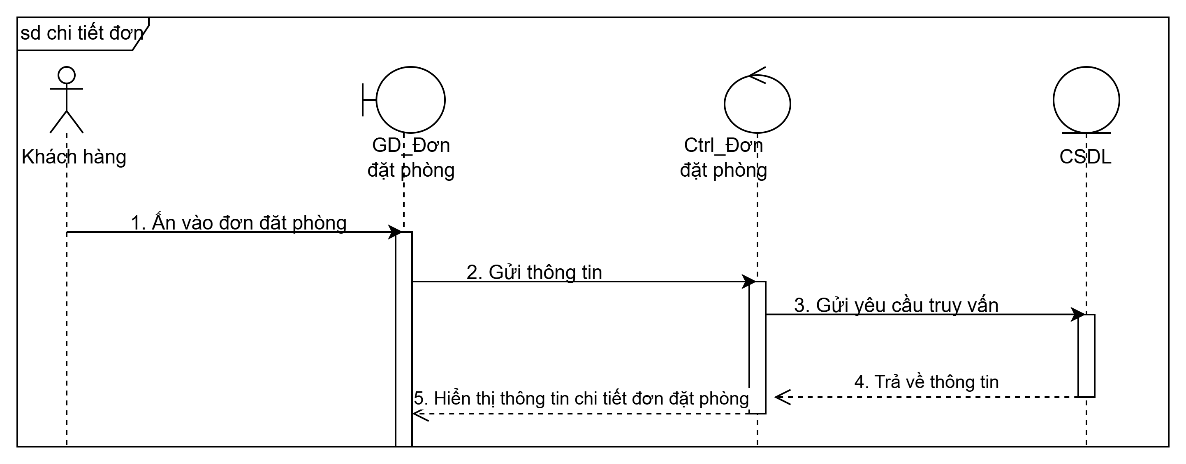 sd chi tiết đơn
Khách hàng
GD_Đơn
đặt phòng
Ctrl_Đơn
đặt phòng
CSDL
1. Ấn vào đơn đặt phòng
2. Gửi thông tin
3. Gửi yêu cầu truy vấn
4. Trả về thông tin
5. Hiển thị thông tin chi tiết đơn đặt phòng